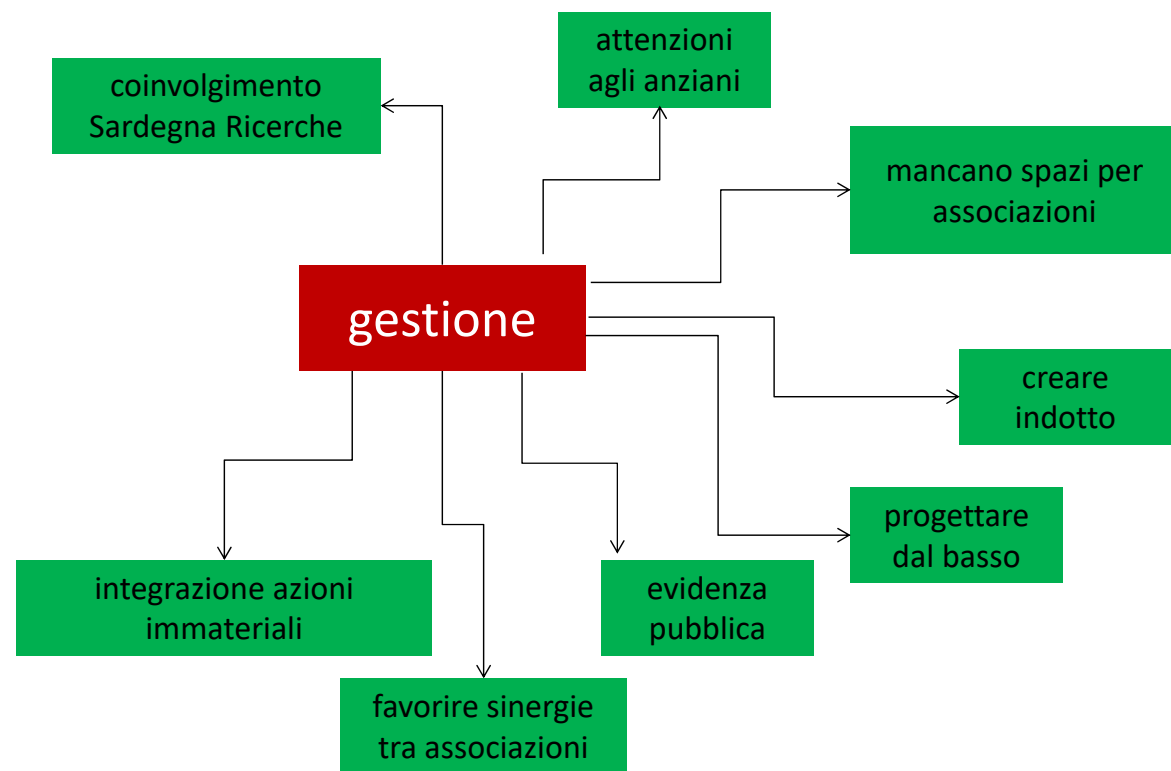 attenzioni
agli anziani
coinvolgimento
Sardegna Ricerche
mancano spazi per
associazioni
gestione
creare
indotto
progettare
dal basso
integrazione azioni
immateriali
evidenza
pubblica
favorire sinergie
tra associazioni